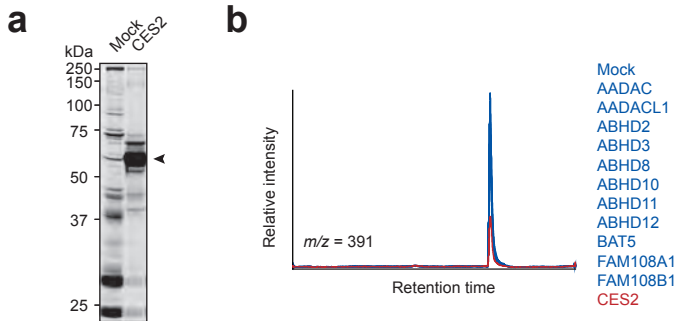 a
Mock
CES2
kDa
250
150
100
75
50
37
25
b
Relative intensity
m/z = 391
Retention time
Mock
AADAC
AADACL1
ABHD2
ABHD3
ABHD8
ABHD10
ABHD11
ABHD12
BAT5
FAM108A1
FAM108B1
CES2